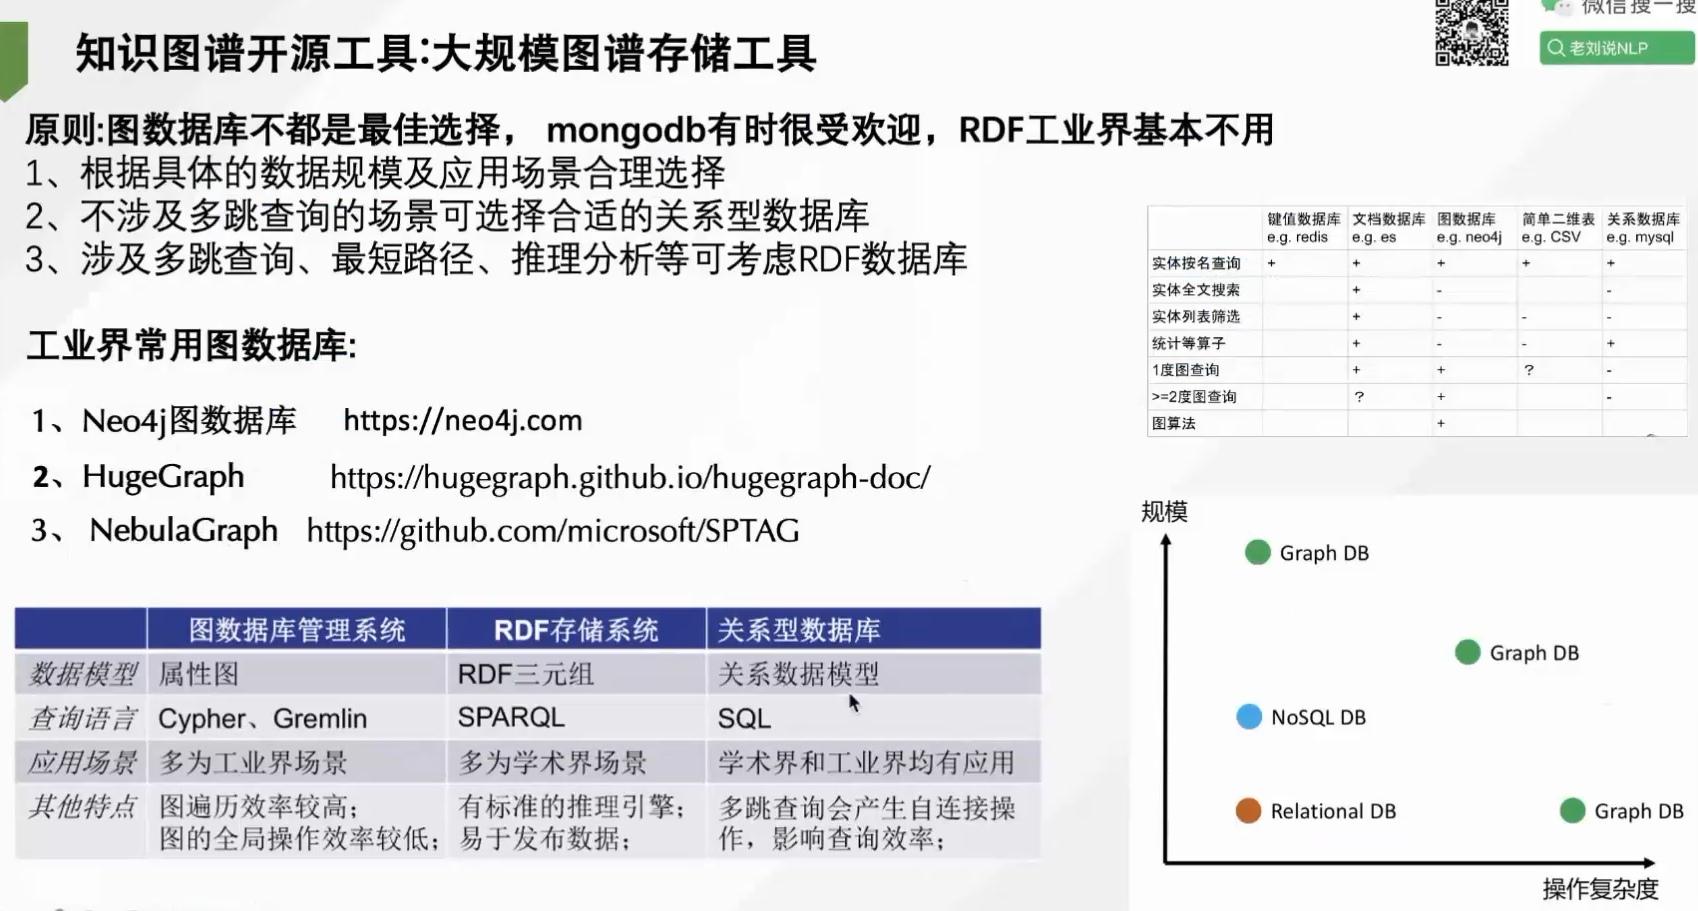 微信搜一搜
老刘说NLP
知识图谱开源工具:大规模图谱存储工具
原则:图数据库不都是最佳选择， mongodb有时很受欢迎，RDF工业界基本不用
1、根据具体的数据规模及应用场景合理选择
2、不涉及多跳查询的场景可选择合适的关系型数据库
3、涉及多跳查询、最短路径、推理分析等可考虑RDF数据库
工业界常用图数据库:
1、Neo4j图数据库 https://neo4j.com
2、HugeGraph https://hugegraph.github.io/hugegraph-doc/
3、 NebulaGraph https://github.com/microsoft/SPTAG
键值数据库 文档数据库 图数据库 简单二维表 关系数据库
e.g. redis e.g. es e.g. neo4j e.g. CSV e.g. mysql
实体按名查询 + + + + +
实体全文搜索 + - -
实体列表筛选 + - - -
统计等算子 + - - +
1度图查询 + + ? -
>=2度图查询 ? + -
图算法 +
图数据库管理系统 RDF存储系统 关系型数据库
数据模型 属性图 RDF三元组 关系数据模型
查询语言 Cypher、Gremlin SPARQL SQL
应用场景 多为工业界场景 多为学术界场景 学术界和工业界均有应用
其他特点 图遍历效率较高; 有标准的推理引擎; 多跳查询会产生自连接操
图的全局操作效率较低; 易于发布数据; 作，影响查询效率;
规模
Graph DB
Graph DB
NoSQL DB
Relational DB
Graph DB
操作复杂度